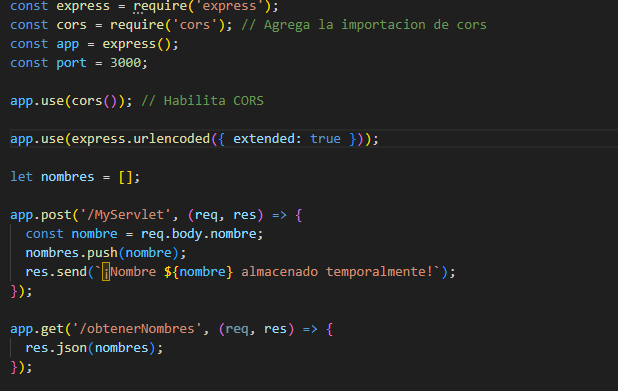 const express = require('express');
const cors = require('cors'); // Agrega la importacion de cors
const app = express();
const port = 3000;
app.use(cors()); // Habilita CORS
app.use(express.urlencoded({ extended: true }));
let nombres = [];
app.post('/MyServlet', (req, res) => {
  const nombre = req.body.nombre;
  nombres.push(nombre);
  res.send(`¡Nombre ${nombre} almacenado temporalmente!`);
});
app.get('/obtenerNombres', (req, res) => {
  res.json(nombres);
});